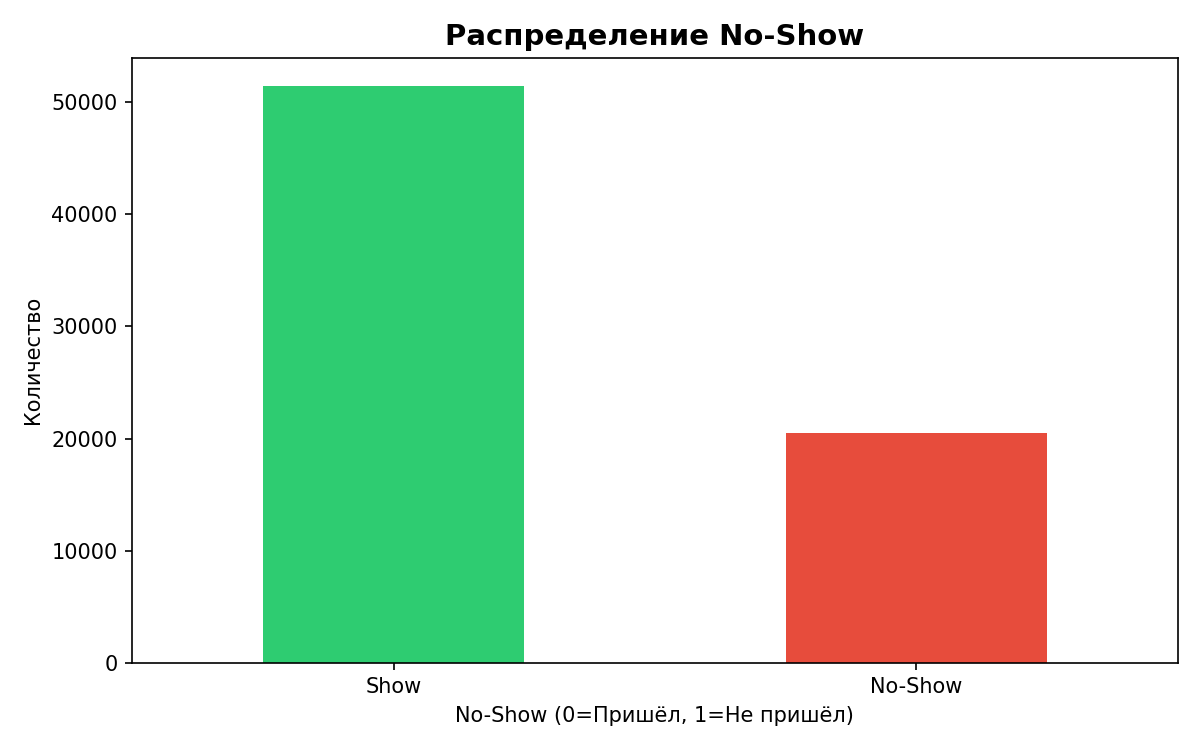 Распределение No-Show
50000
40000
30000
20000
10000
0
Количество
Show
No-Show
No-Show (0=Пришёл, 1=Не пришёл)